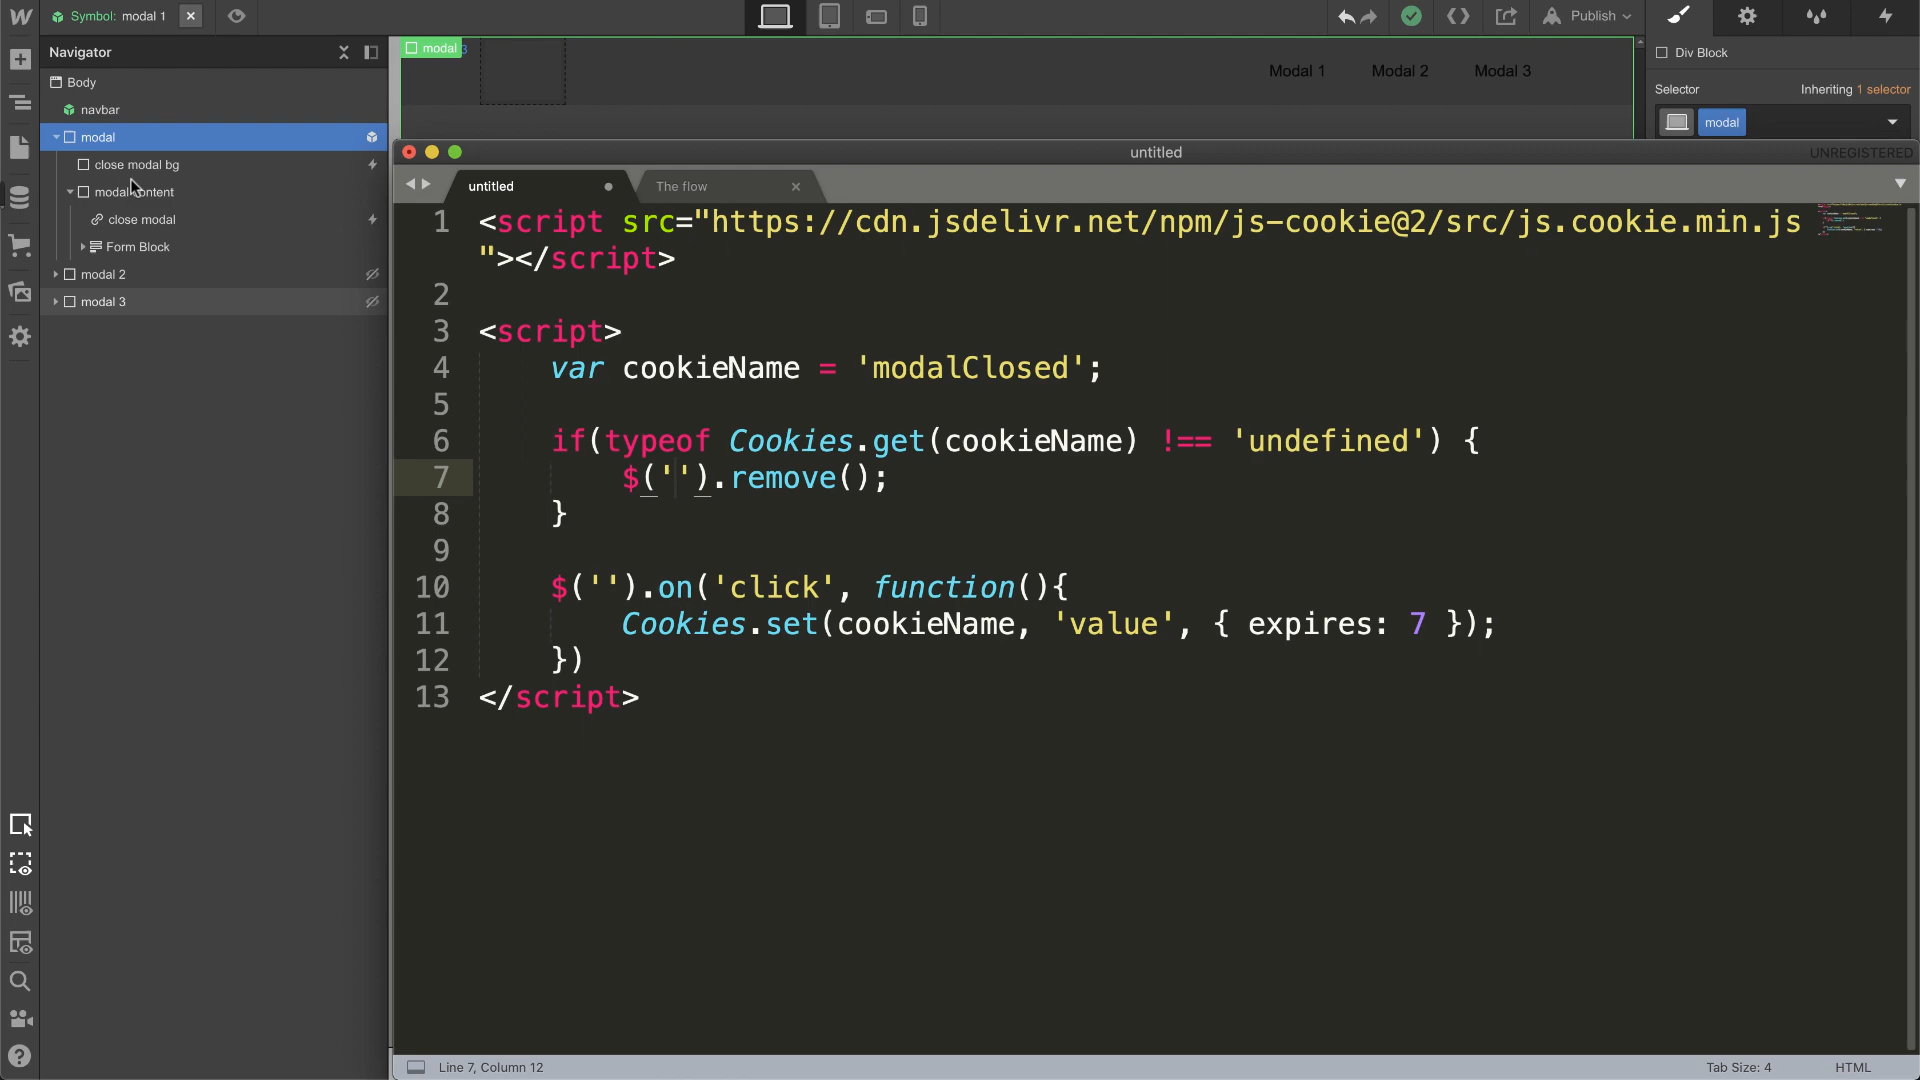 Symbol: modal 1
Publish
Navigator
Body
navbar
modal
close modal bg
modal content
close modal
Form Block
modal 2
modal 3
modal
3
Modal 1
Modal 2
Modal 3
Div Block
Selector
Inheriting 1 selector
modal
untitled
UNREGISTERED
untitled
The flow
1 <script src="https://cdn.jsdelivr.net/npm/js-cookie@2/src/js.cookie.min.js
"></script>
2
3 <script>
4 var cookieName = 'modalClosed';
5
6 if(typeof Cookies.get(cookieName) !== 'undefined') {
7 $('').remove();
8 }
9
10 $('').on('click', function(){
11 Cookies.set(cookieName, 'value', { expires: 7 });
12 })
13 </script>
Line 7, Column 12
Tab Size: 4
HTML